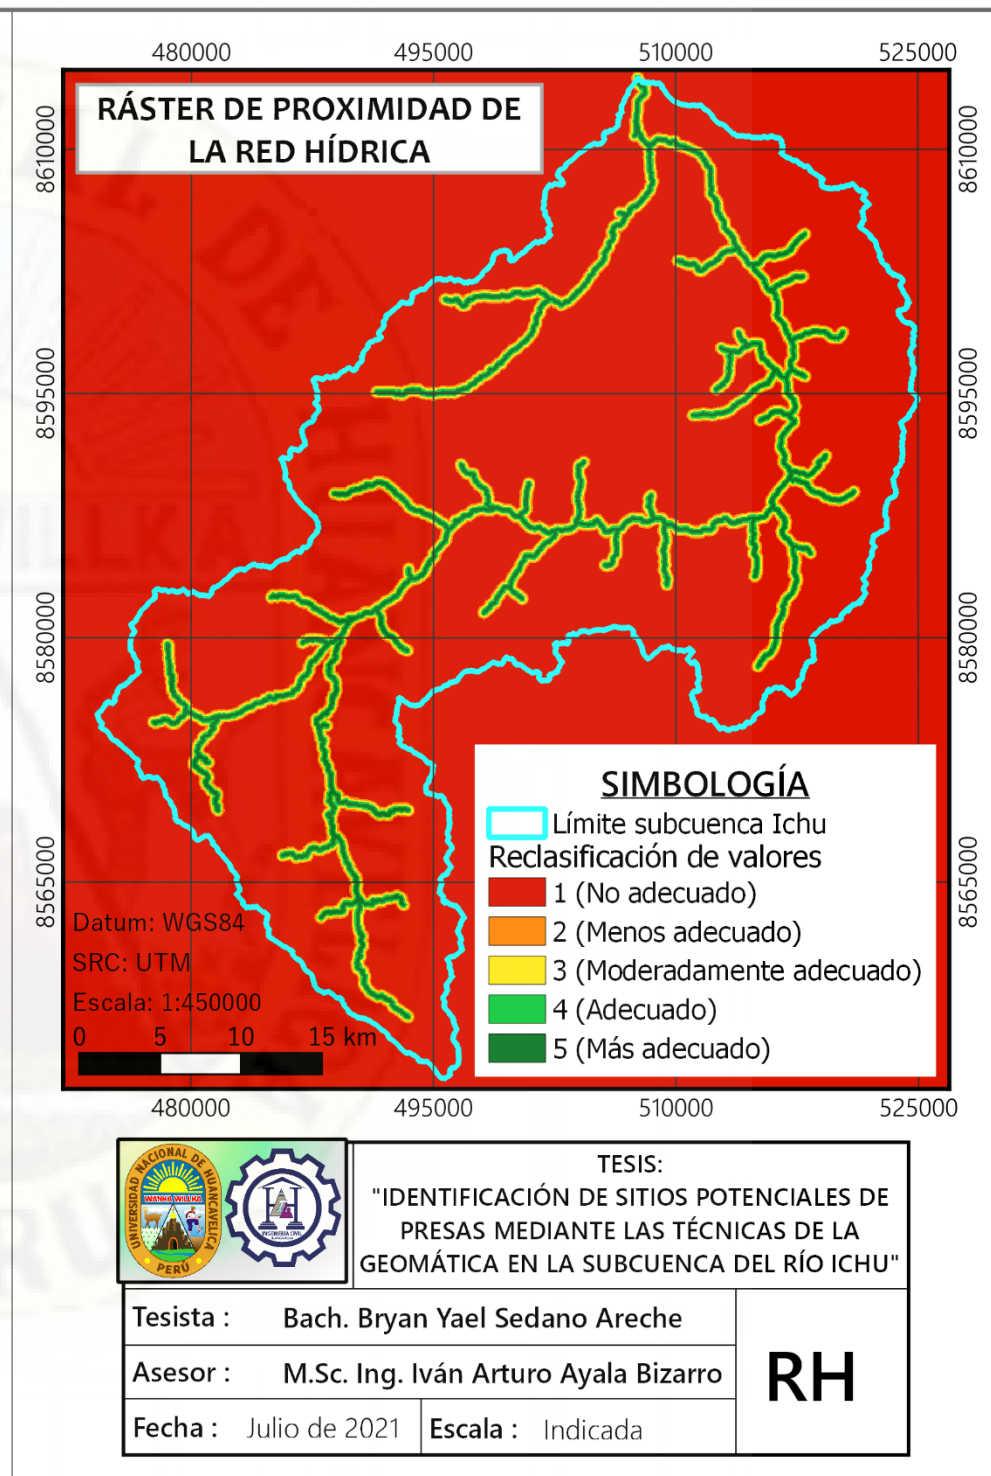 480000 495000 510000 525000
RÁSTER DE PROXIMIDAD DE
LA RED HÍDRICA
8610000 8610000
8595000 8595000
8580000 8580000
8565000 8565000
SIMBOLOGÍA
Límite subcuenca Ichu
Reclasificación de valores
1 (No adecuado)
2 (Menos adecuado)
3 (Moderadamente adecuado)
4 (Adecuado)
5 (Más adecuado)
Datum: WGS84
SRC: UTM
Escala: 1:450000
0 5 10 15 km
480000 495000 510000 525000
UNIVERSIDAD NACIONAL DE HUANCAVELICA
WANKO WILLKA
PERÚ
INGENIERIA CIVIL
TESIS:
"IDENTIFICACIÓN DE SITIOS POTENCIALES DE
PRESAS MEDIANTE LAS TÉCNICAS DE LA
GEOMÁTICA EN LA SUBCUENCA DEL RÍO ICHU"
Tesista : Bach. Bryan Yael Sedano Areche
Asesor : M.Sc. Ing. Iván Arturo Ayala Bizarro
RH
Fecha : Julio de 2021 Escala : Indicada